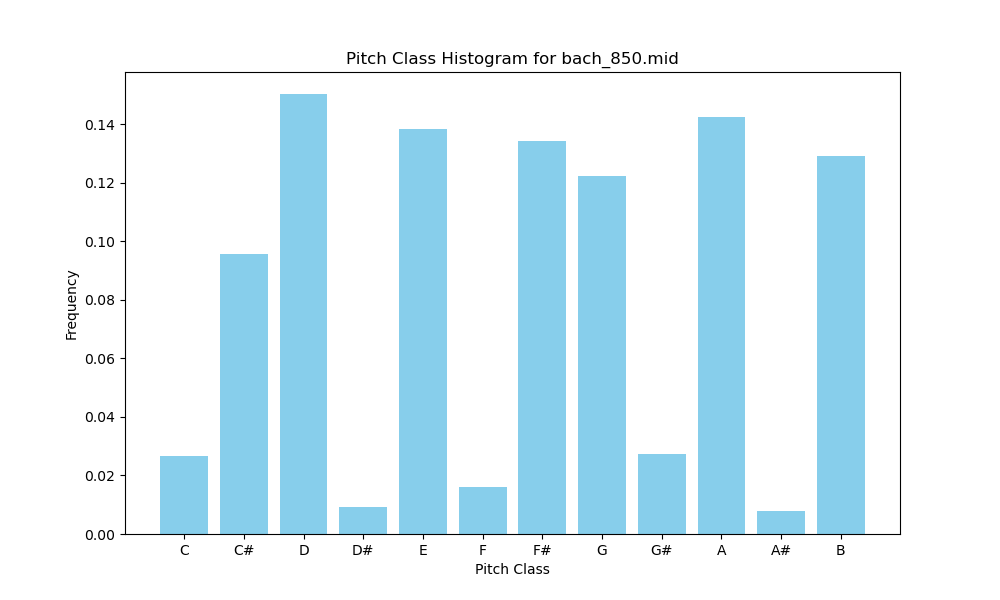 Pitch Class Histogram for bach_850.mid
Frequency
0.14
0.12
0.10
0.08
0.06
0.04
0.02
0.00
C C# D D# E F F# G G# A A# B
Pitch Class